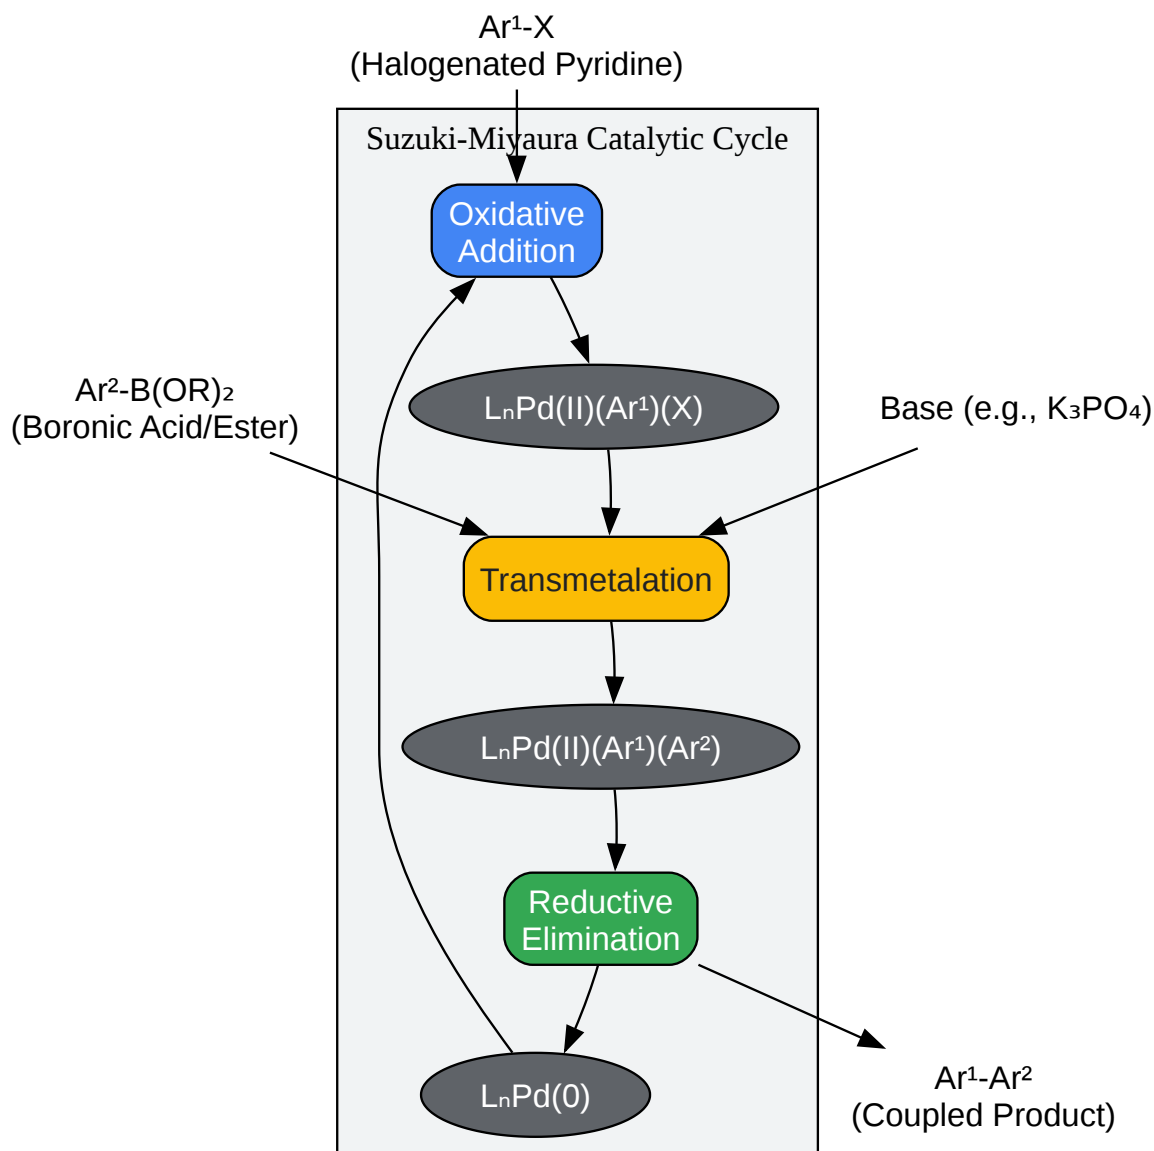 Ar¹-X
(Halogenated Pyridine)
Suzuki-Miyaura Catalytic Cycle
Oxidative
Addition
Ar²-B(OR)₂
(Boronic Acid/Ester)
LₙPd(II)(Ar¹)(X)
Base (e.g., K₃PO₄)
Transmetalation
LₙPd(II)(Ar¹)(Ar²)
Reductive
Elimination
LₙPd(0)
Ar¹-Ar²
(Coupled Product)